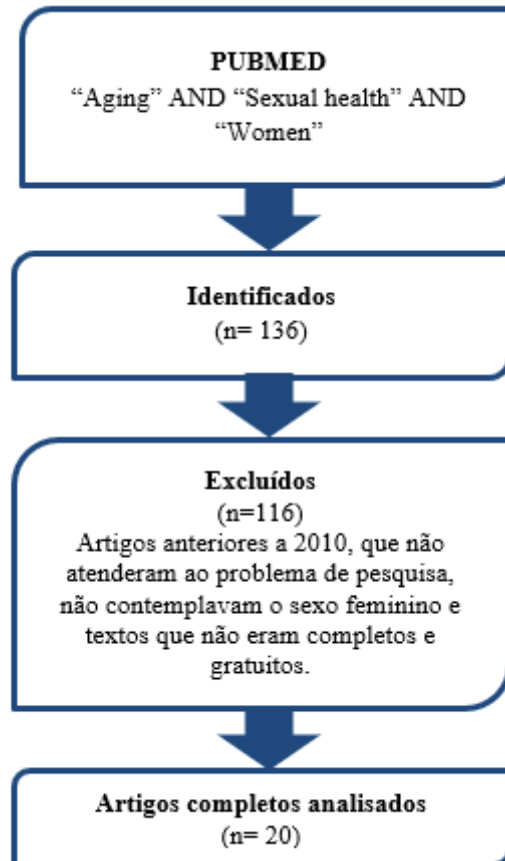 PUBMED
“Aging” AND “Sexual health” AND
“Women”
Identificados
(n= 136)
Excluídos
(n=116)
Artigos anteriores a 2010, que não
atenderam ao problema de pesquisa,
não contemplavam o sexo feminino e
textos que não eram completos e
gratuitos.
Artigos completos analisados
(n= 20)